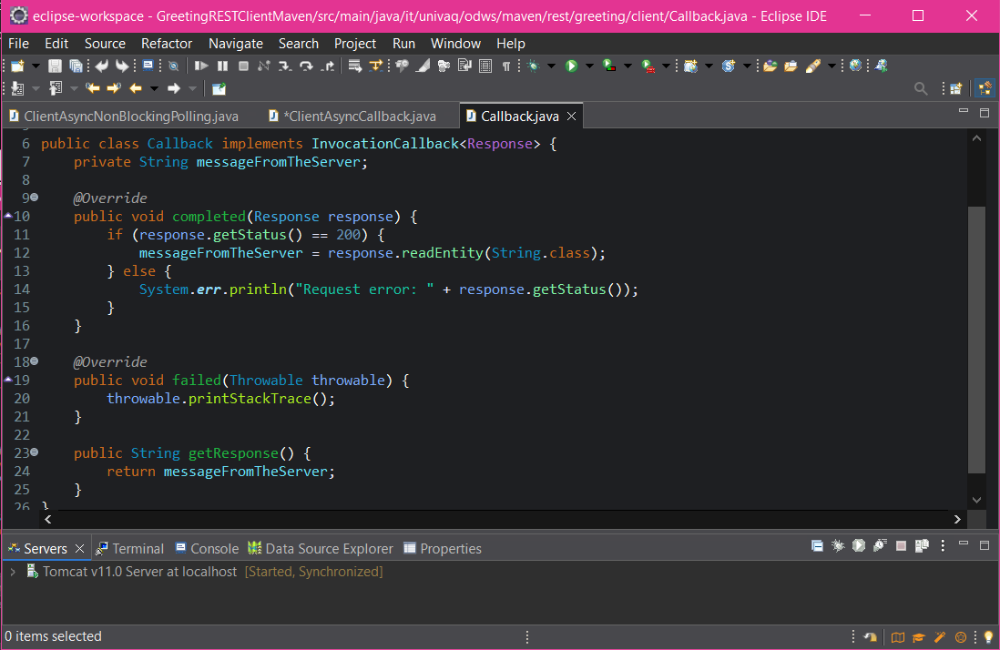 eclipse-workspace - GreetingRESTClientMaven/src/main/java/it/univaq/odws/maven/rest/greeting/client/Callback.java - Eclipse IDE
File Edit Source Refactor Navigate Search Project Run Window Help
ClientAsyncNonBlockingPolling.java *ClientAsyncCallback.java Callback.java
6 public class Callback implements InvocationCallback<Response> {
7     private String messageFromTheServer;
8
9     @Override
10     public void completed(Response response) {
11         if (response.getStatus() == 200) {
12             messageFromTheServer = response.readEntity(String.class);
13         } else {
14             System.err.println("Request error: " + response.getStatus());
15         }
16     }
17
18     @Override
19     public void failed(Throwable throwable) {
20         throwable.printStackTrace();
21     }
22
23     public String getResponse() {
24         return messageFromTheServer;
25     }
26 }
Servers Terminal Console Data Source Explorer Properties
Tomcat v11.0 Server at localhost [Started, Synchronized]
0 items selected